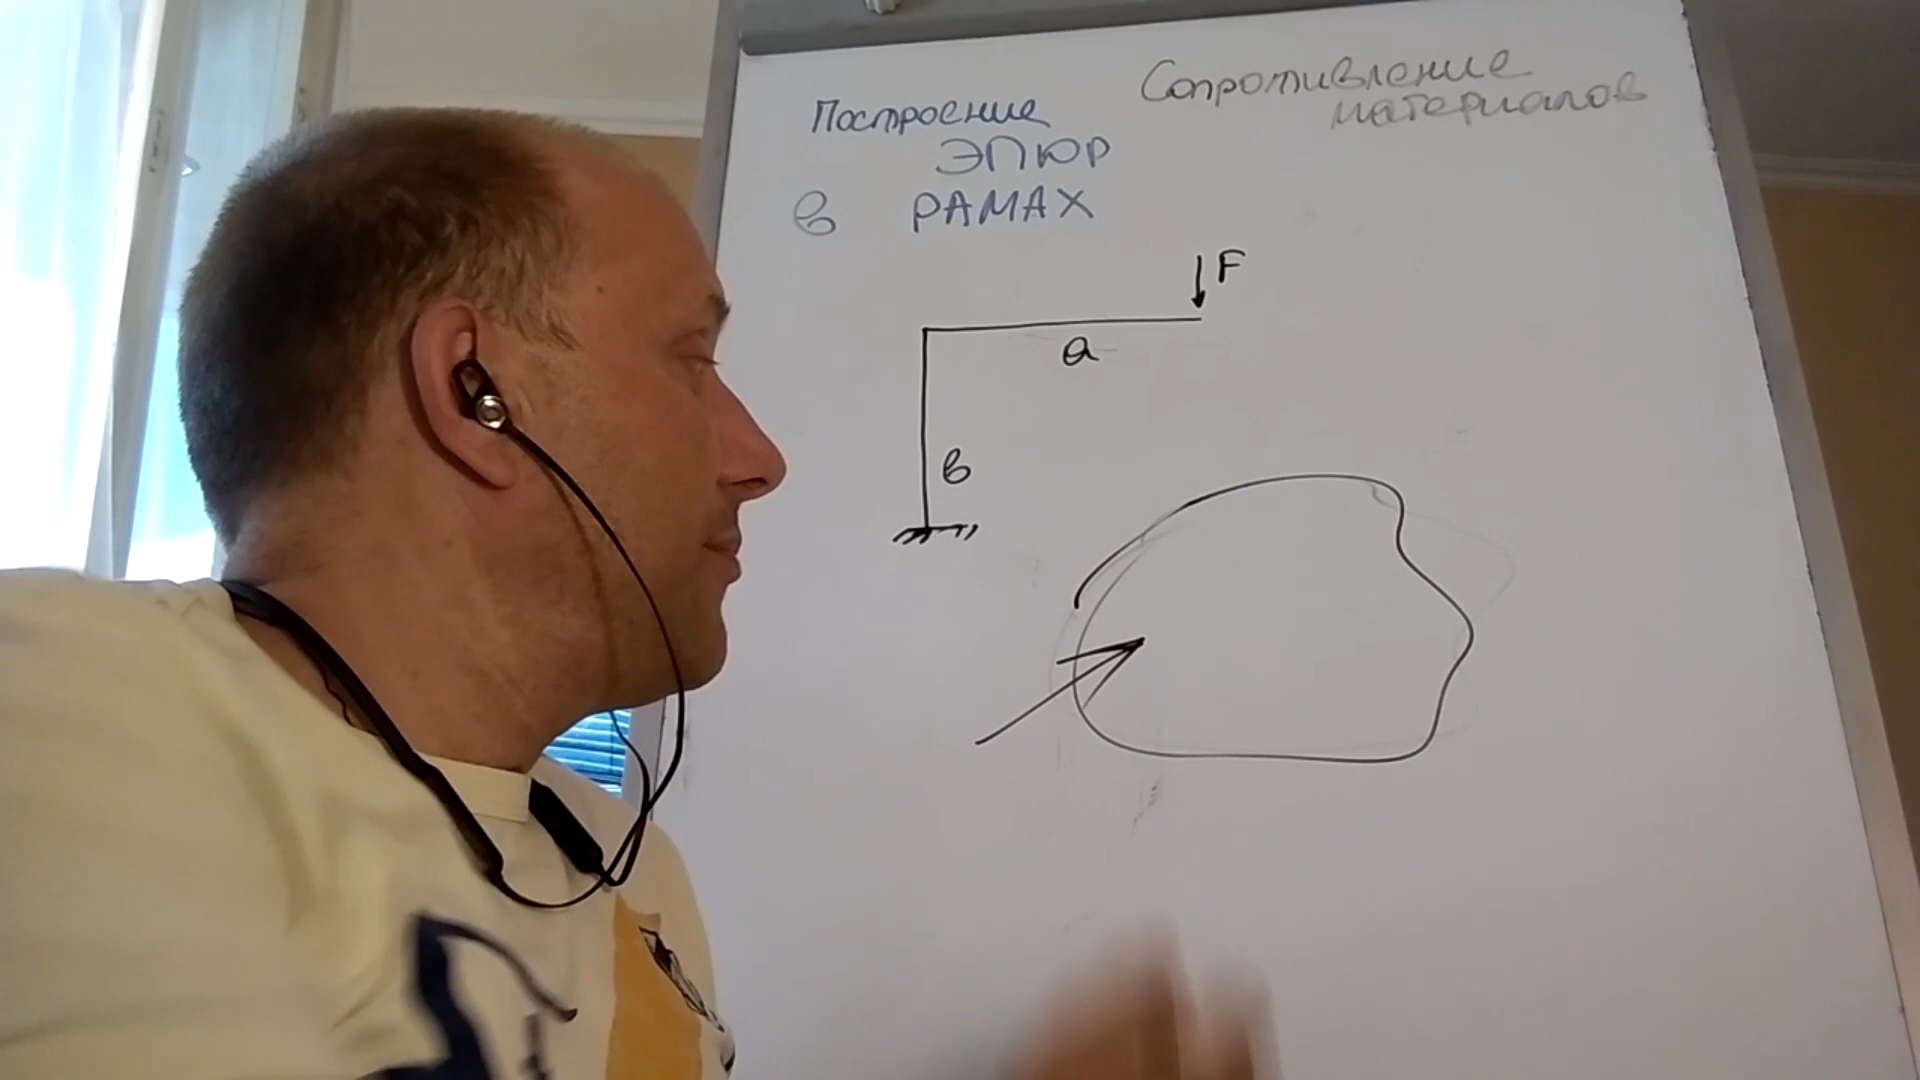 Построение
ЭПЮР
в РАМАХ
Сопротивление
материалов
F
a
в